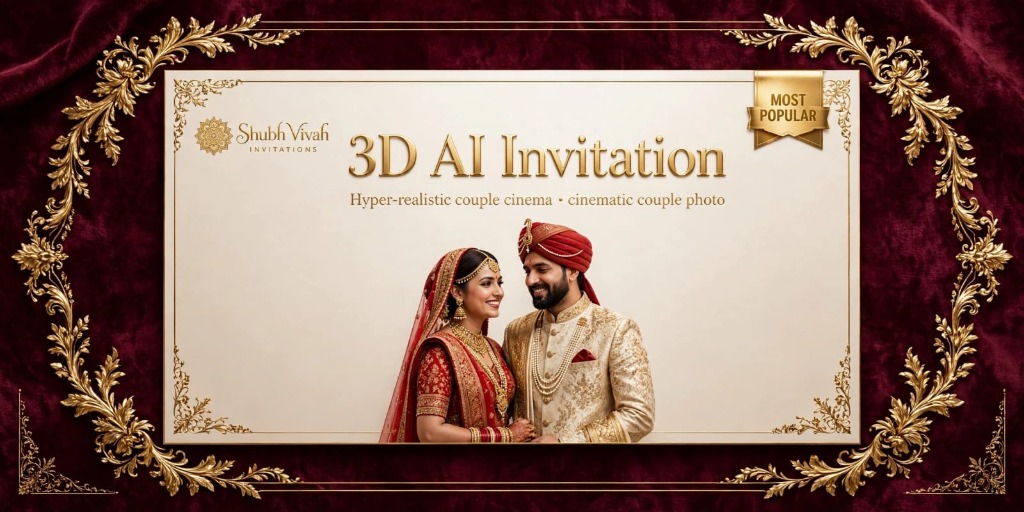 Shubh Vivah
INVITATIONS
3D AI Invitation
Hyper-realistic couple cinema • cinematic couple photo
MOST
POPULAR